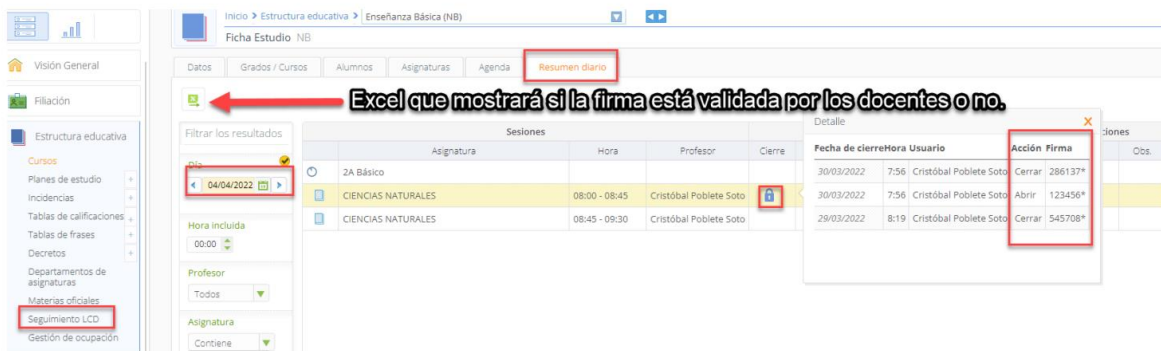 Inicio > Estructura educativa > Enseñanza Básica (NB)
Ficha Estudio NB
Visión General
Filiación
Estructura educativa
Cursos
Planes de estudio
Incidencias
Tablas de calificaciones
Tablas de frases
Decretos
Departamentos de
asignaturas
Materias oficiales
Seguimiento LCD
Gestión de ocupación
Datos Grados / Cursos Alumnos Asignaturas Agenda Resumen diario
Excel que mostrará si la firma está validada por los docentes o no.
Filtrar los resultados
Día
04/04/2022
Hora incluida
00:00
Profesor
Todos
Asignatura
Contiene
Sesiones
Asignatura Hora Profesor Cierre
2A Básico
CIENCIAS NATURALES 08:00 - 08:45 Cristóbal Poblete Soto
CIENCIAS NATURALES 08:45 - 09:30 Cristóbal Poblete Soto
Detalle X
Fecha de cierre Hora Usuario Acción Firma
30/03/2022 7:56 Cristóbal Poblete Soto Cerrar 286137*
30/03/2022 7:56 Cristóbal Poblete Soto Abrir 123456*
29/03/2022 8:19 Cristóbal Poblete Soto Cerrar 545708*
iones
Obs.